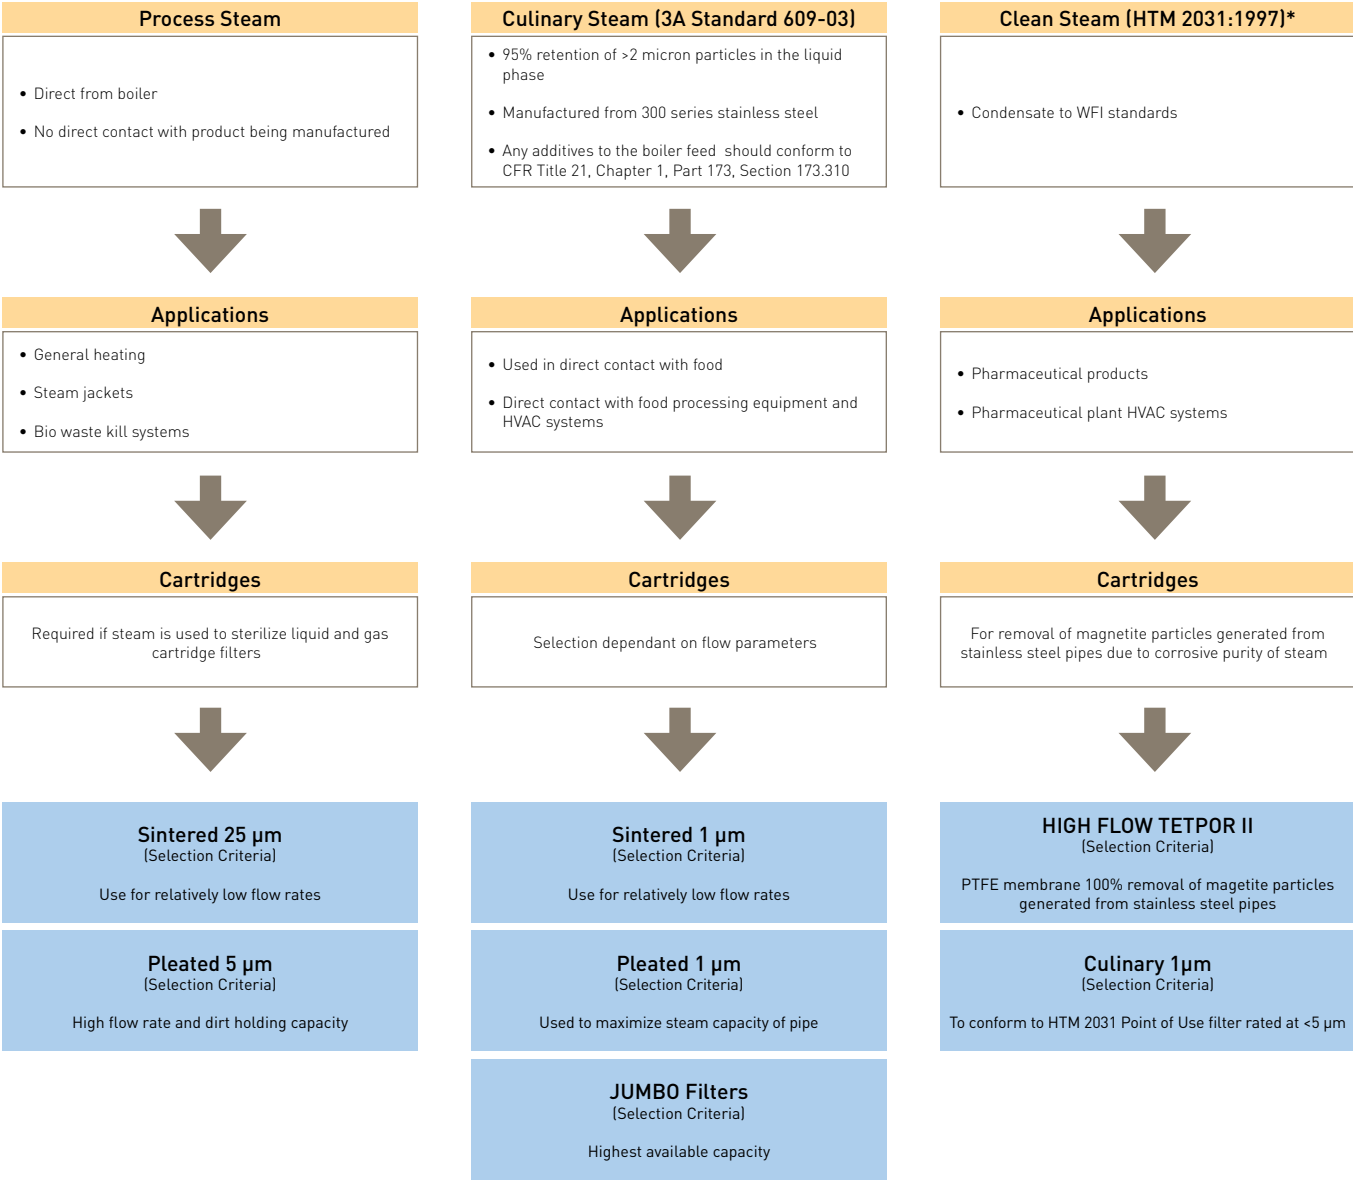 Process Steam
• Direct from boiler
• No direct contact with product being manufactured
Applications
• General heating
• Steam jackets
• Bio waste kill systems
Cartridges
Required if steam is used to sterilize liquid and gas
cartridge filters
Sintered 25 µm
(Selection Criteria)
Use for relatively low flow rates
Pleated 5 µm
(Selection Criteria)
High flow rate and dirt holding capacity
Culinary Steam (3A Standard 609-03)
• 95% retention of >2 micron particles in the liquid
phase
• Manufactured from 300 series stainless steel
• Any additives to the boiler feed should conform to
CFR Title 21, Chapter 1, Part 173, Section 173.310
Applications
• Used in direct contact with food
• Direct contact with food processing equipment and
HVAC systems
Cartridges
Selection dependant on flow parameters
Sintered 1 µm
(Selection Criteria)
Use for relatively low flow rates
Pleated 1 µm
(Selection Criteria)
Used to maximize steam capacity of pipe
JUMBO Filters
(Selection Criteria)
Highest available capacity
Clean Steam (HTM 2031:1997)*
• Condensate to WFI standards
Applications
• Pharmaceutical products
• Pharmaceutical plant HVAC systems
Cartridges
For removal of magnetite particles generated from
stainless steel pipes due to corrosive purity of steam
HIGH FLOW TETPOR II
(Selection Criteria)
PTFE membrane 100% removal of magetite particles
generated from stainless steel pipes
Culinary 1µm
(Selection Criteria)
To conform to HTM 2031 Point of Use filter rated at <5 µm